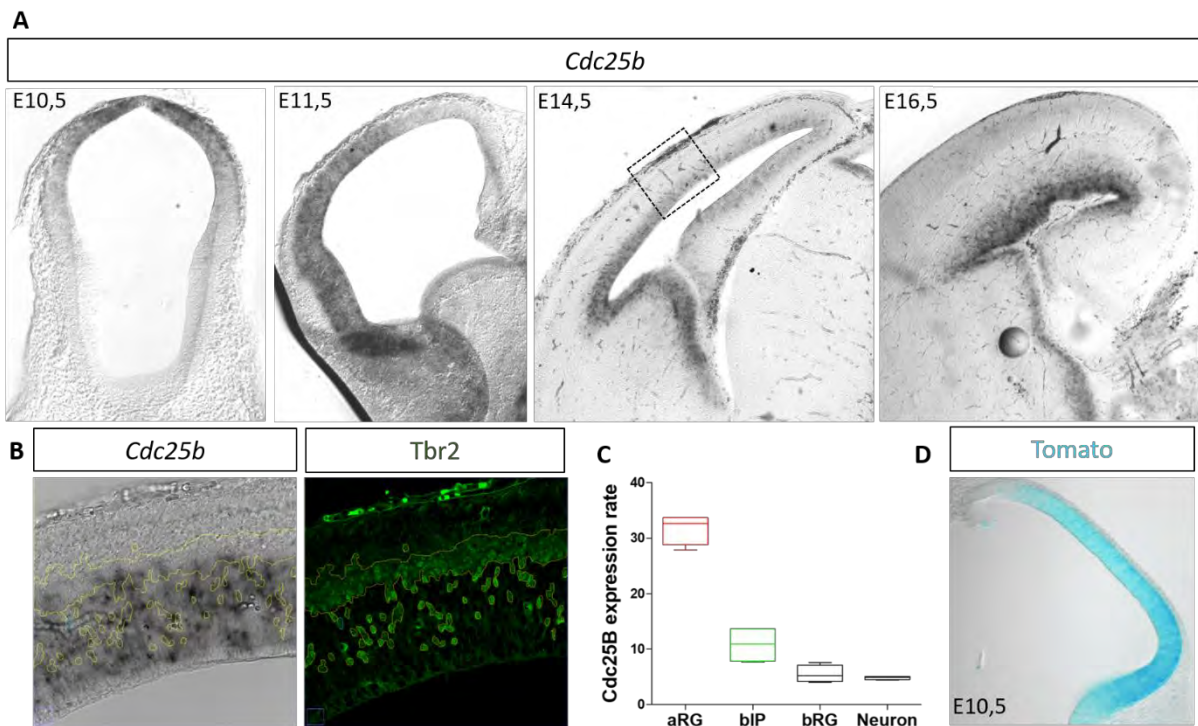 A
Cdc25b
E10,5
E11,5
E14,5
E16,5
B
Cdc25b
Tbr2
C
Cdc25B expression rate
40
30
20
10
0
aRG
bIP
bRG
Neuron
D
Tomato
E10,5